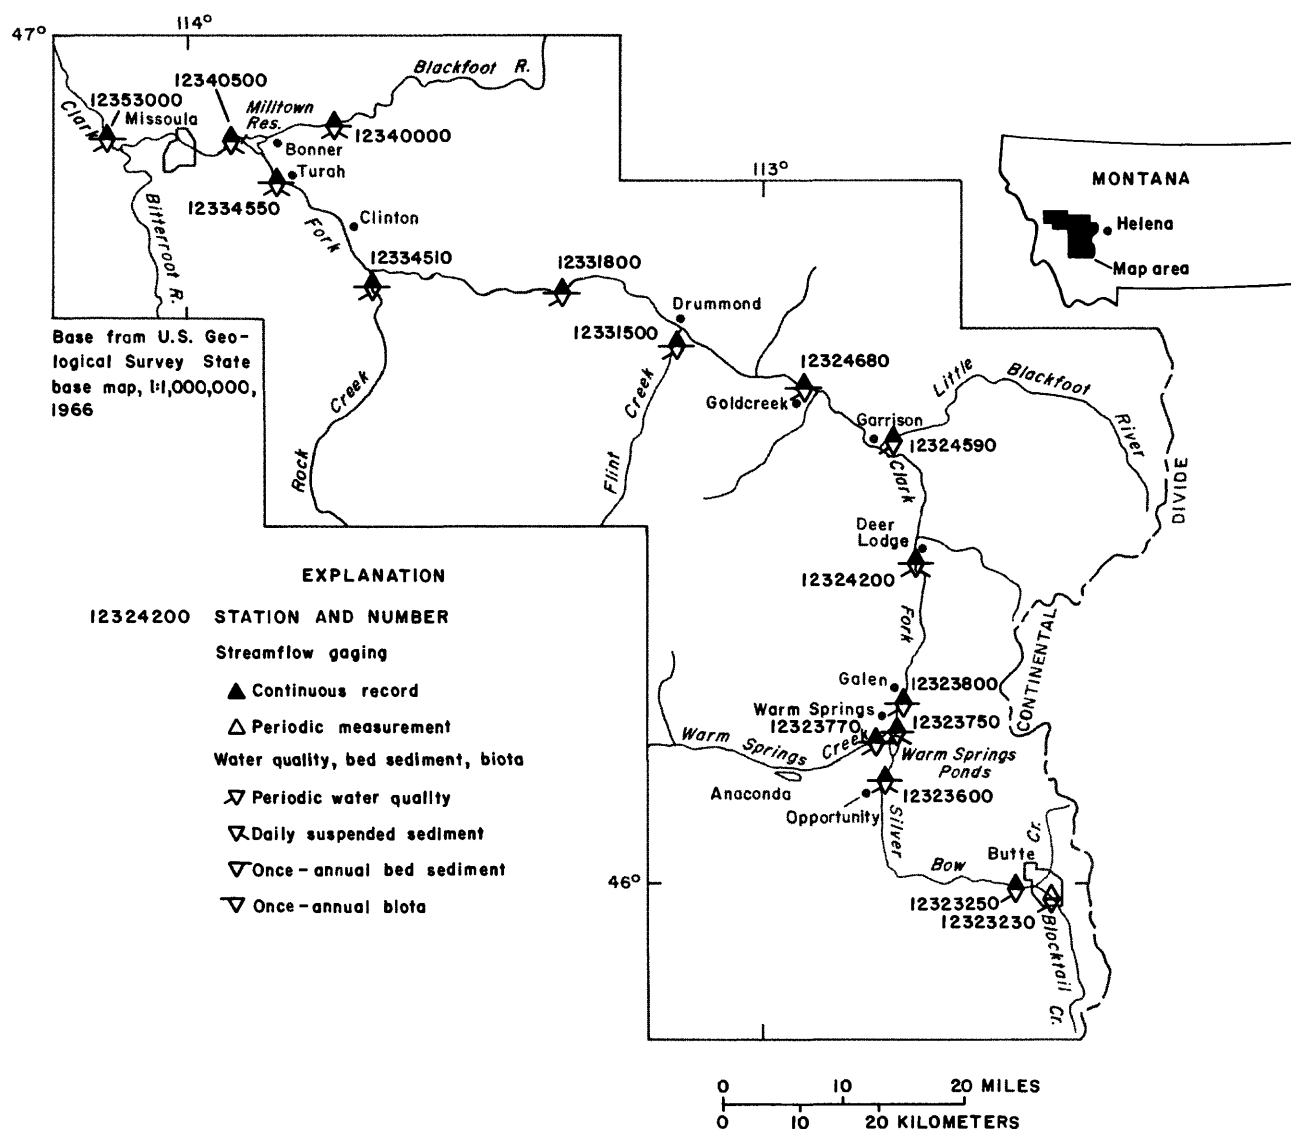 114°
47°
Blackfoot R.
12340500
12353000
Milltown
Res.
Clark
Missoula
12340000
Bonner
Turah
12334550
113°
MONTANA
Helena
Map area
Bitterroot R.
Fork
Clinton
12334510
12331800
Drummond
Base from U.S. Geo-
logical Survey State
base map, 1:1,000,000,
1966
12331500
12324680
Goldcreek
Little
Blackfoot
River
Garrison
12324590
Clark
Rock
Creek
Flint
Creek
DIVIDE
Deer
Lodge
12324200
Fork
CONTINENTAL
Galen
12323800
Warm Springs
12323770
12323750
Warm Springs
Creek
Warm Springs
Ponds
Anaconda
12323600
Opportunity
Silver
Bow
Cr.
Butte
46°
12323250
12323230
Blacktail
Cr.
EXPLANATION
12324200 STATION AND NUMBER
Streamflow gaging
Continuous record
Periodic measurement
Water quality, bed sediment, biota
Periodic water quality
Daily suspended sediment
Once-annual bed sediment
Once-annual biota
0 10 20 MILES
0 10 20 KILOMETERS